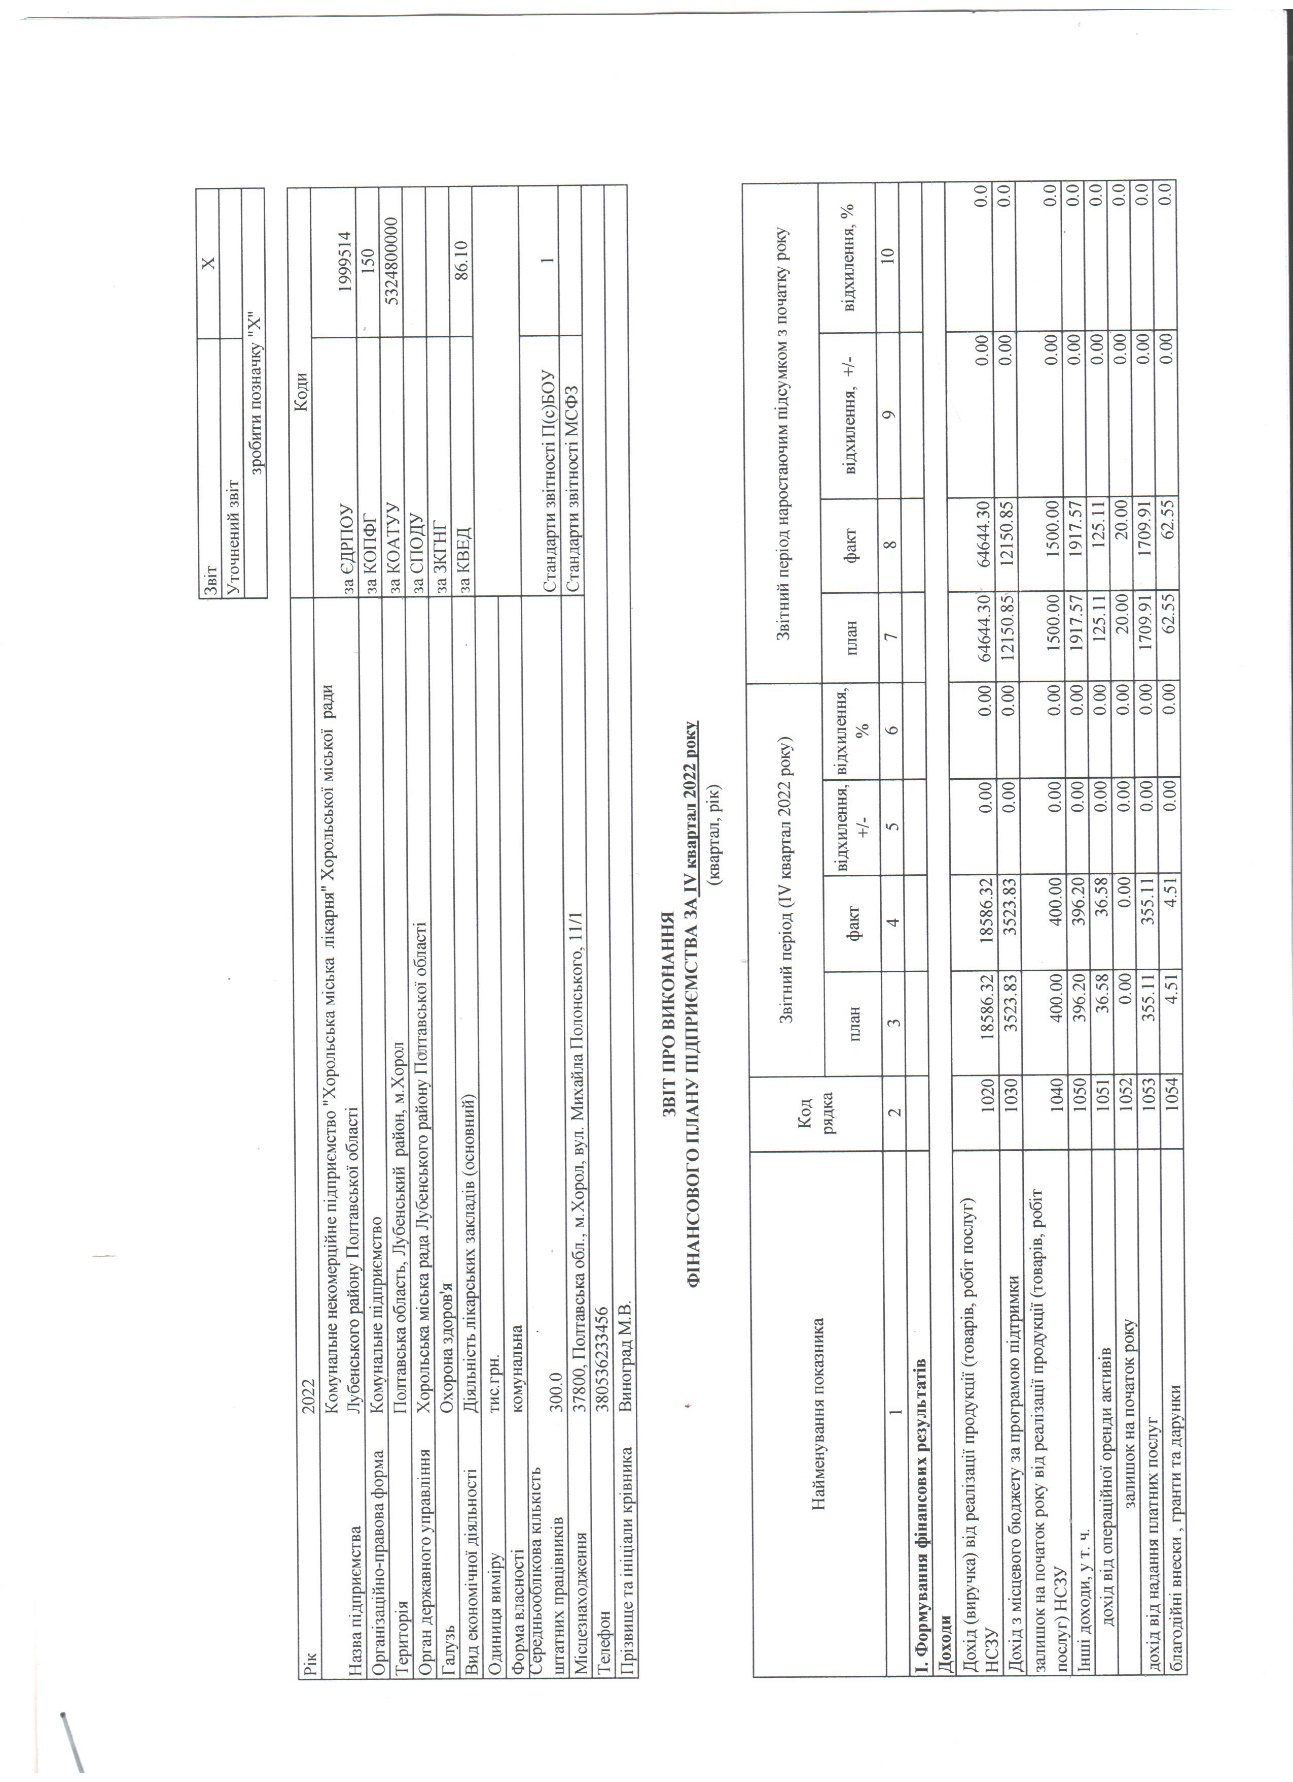 Звіт X
Уточнений звіт
зробити позначку "Х"
Рік 2022 Коди
Комунальне некомерційне підприємство "Хорольська міська лікарня" Хорольської міської ради
Назва підприємства Лубенського району Полтавської області за ЄДРПОУ 1999514
Організаційно-правова форма Комунальне підприємство за КОПФГ 150
Територія Полтавська область, Лубенський район, м.Хорол за КОАТУУ 5324800000
Орган державного управління Хорольська міська рада Лубенського району Полтавської області за СПОДУ
Галузь Охорона здоров'я за ЗКГНГ
Вид економічної діяльності Діяльність лікарських закладів (основний) за КВЕД 86.10
Одиниця виміру тис.грн.
Форма власності комунальна
Середньооблікова кількість
штатних працівників 300.0 Стандарти звітності П(с)БОУ 1
Місцезнаходження 37800, Полтавська обл., м.Хорол, вул. Михайла Полонського, 11/1 Стандарти звітності МСФЗ
Телефон 380536233456
Прізвище та ініціали крівника Виноград М.В.
ЗВІТ ПРО ВИКОНАННЯ
ФІНАНСОВОГО ПЛАНУ ПІДПРИЄМСТВА ЗА IV квартал 2022 року
(квартал, рік)
Найменування показника Код рядка Звітний період (IV квартал 2022 року) Звітний період наростаючим підсумком з початку року
план факт відхилення, +/- відхилення, % план факт відхилення, +/- відхилення, %
1 2 3 4 5 6 7 8 9 10
І. Формування фінансових результатів
Доходи
Дохід (виручка) від реалізації продукції (товарів, робіт послуг)
НСЗУ 1020 18586.32 18586.32 0.00 0.00 64644.30 64644.30 0.00 0.0
Дохід з місцевого бюджету за програмою підтримки 1030 3523.83 3523.83 0.00 0.00 12150.85 12150.85 0.00 0.0
залишок на початок року від реалізації продукції (товарів, робіт
послуг) НСЗУ 1040 400.00 400.00 0.00 0.00 1500.00 1500.00 0.00 0.0
Інші доходи, у т. ч. 1050 396.20 396.20 0.00 0.00 1917.57 1917.57 0.00 0.0
дохід від операційної оренди активів 1051 36.58 36.58 0.00 0.00 125.11 125.11 0.00 0.0
залишок на початок року 1052 0.00 0.00 0.00 0.00 20.00 20.00 0.00 0.0
дохід від надання платних послуг 1053 355.11 355.11 0.00 0.00 1709.91 1709.91 0.00 0.0
благодійні внески , гранти та дарунки 1054 4.51 4.51 0.00 0.00 62.55 62.55 0.00 0.0